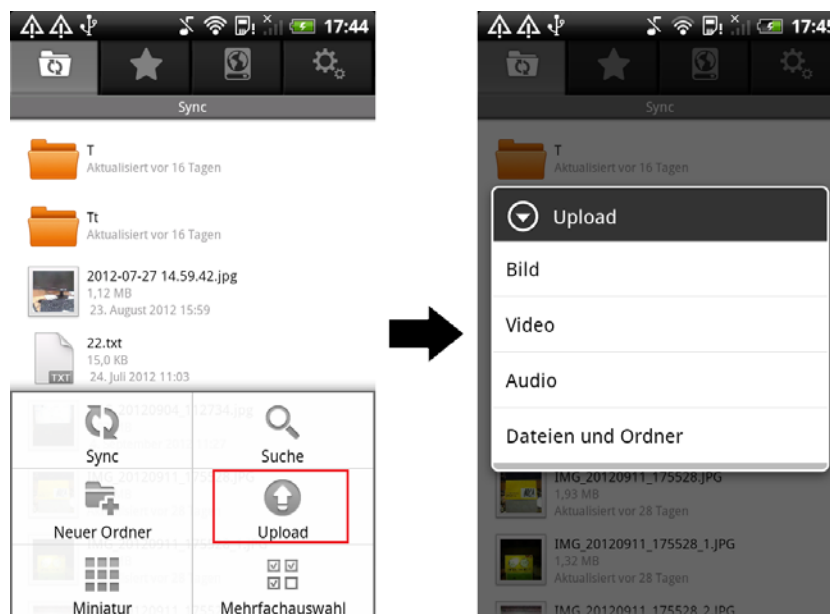 17:44
Sync
T
Aktualisiert vor 16 Tagen
Tt
Aktualisiert vor 16 Tagen
2012-07-27 14.59.42.jpg
1,12 MB
23. August 2012 15:59
22.txt
15,0 KB
TXT
24. Juli 2012 11:03
Sync
Suche
Neuer Ordner
Upload
Miniatur
Mehrfachauswahl
17:45
Sync
T
Aktualisiert vor 16 Tagen
Upload
Bild
Video
Audio
Dateien und Ordner
IMG_20120911_175528.JPG
1,93 MB
Aktualisiert vor 28 Tagen
IMG_20120911_175528_1.JPG
1,32 MB
Aktualisiert vor 28 Tagen
IMG_20120911_175528_2.JPG